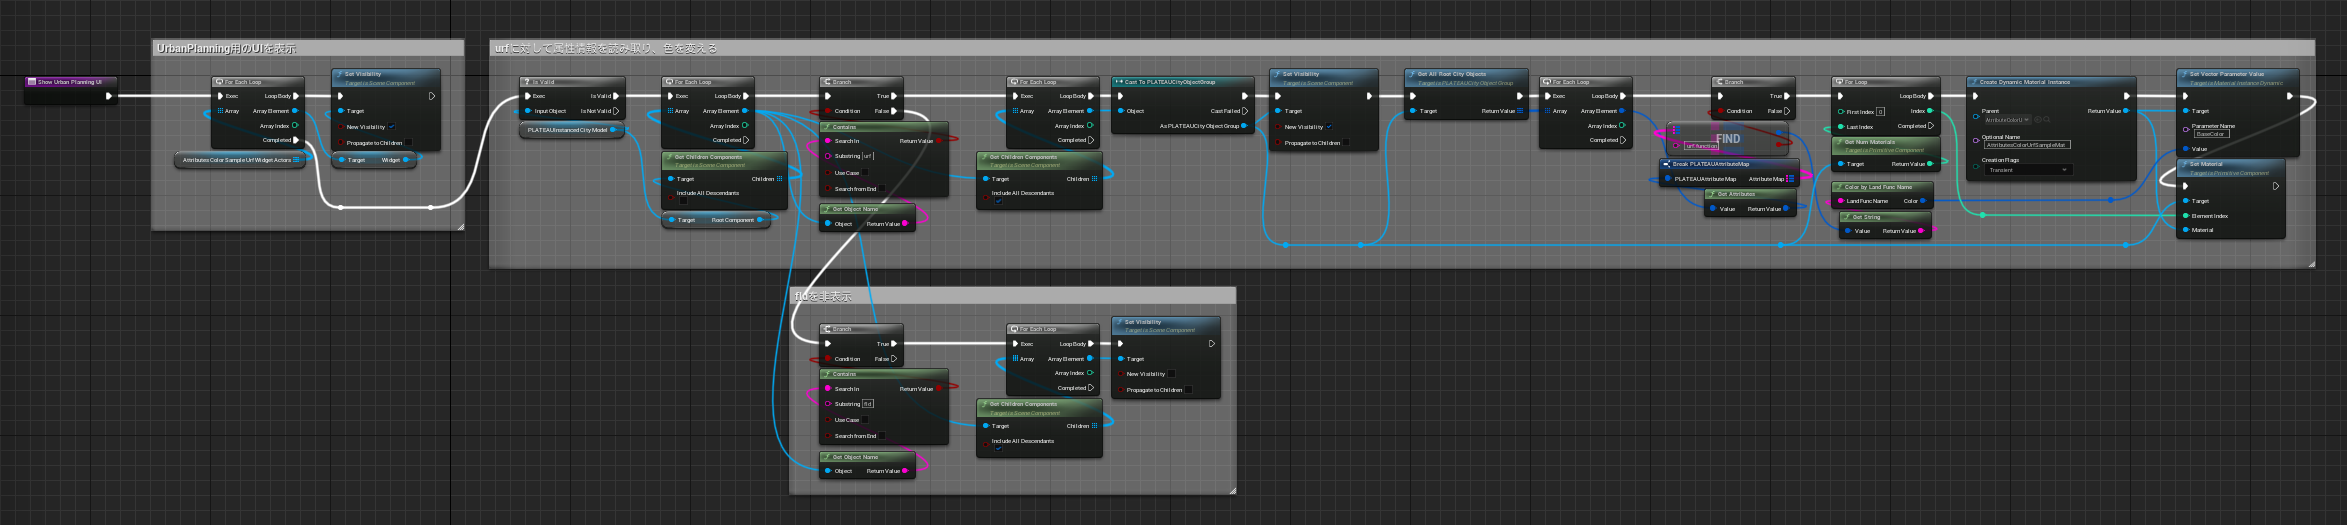 UrbanPlanning用のUIを表示
Show Urban Planning UI
For Each Loop
Exec
Loop Body
Array
Array Element
Array Index
Completed
Attributes Color Sample Urf Widget Actors
Set Visibility
Target is Scene Component
Target
New Visibility
Propagate to Children
Target
Widget
urfに対して属性情報を読み取り、色を変える
Is Valid
Exec
Is Valid
Input Object
Is Not Valid
PLATEAUInstancedCityModel
For Each Loop
Exec
Loop Body
Array
Array Element
Array Index
Completed
Get Children Components
Target is Scene Component
Target
Children
Include All Descendants
Target
Root Component
Branch
True
Condition
False
Contains
Search In
Return Value
Substring
urf
Use Case
Search from End
Get Object Name
Object
Return Value
For Each Loop
Exec
Loop Body
Array
Array Element
Array Index
Completed
Get Children Components
Target is Scene Component
Target
Children
Include All Descendants
Cast To PLATEAUCityObjectGroup
Object
Cast Failed
As PLATEAUCity Object Group
Set Visibility
Target is Scene Component
Target
New Visibility
Propagate to Children
Get All Root City Objects
Target is PLATEAUCity Object Group
Target
Return Value
For Each Loop
Exec
Loop Body
Array
Array Element
Array Index
Completed
FIND
urf:function
Break PLATEAUAttributeMap
PLATEAUAttribute Map
Attribute Map
Get Attributes
Value
Return Value
Branch
True
Condition
False
For Loop
Loop Body
First Index
0
Index
Last Index
Completed
Get Num Materials
Target is Primitive Component
Target
Return Value
Color by Land Func Name
LandFuncName
Color
Get String
Value
Return Value
Create Dynamic Material Instance
Parent
Return Value
Optional Name
AttributesColorUrfSampleMat
Creation Flags
Transient
Set Vector Parameter Value
Target is Material Instance Dynamic
Target
Parameter Name
BaseColor
Value
Set Material
Target is Primitive Component
Target
Element Index
Material
fldを非表示
Branch
True
Condition
False
Contains
Search In
Return Value
Substring
fld
Use Case
Search from End
Get Object Name
Object
Return Value
For Each Loop
Exec
Loop Body
Array
Array Element
Array Index
Completed
Get Children Components
Target is Scene Component
Target
Children
Include All Descendants
Set Visibility
Target is Scene Component
Target
New Visibility
Propagate to Children